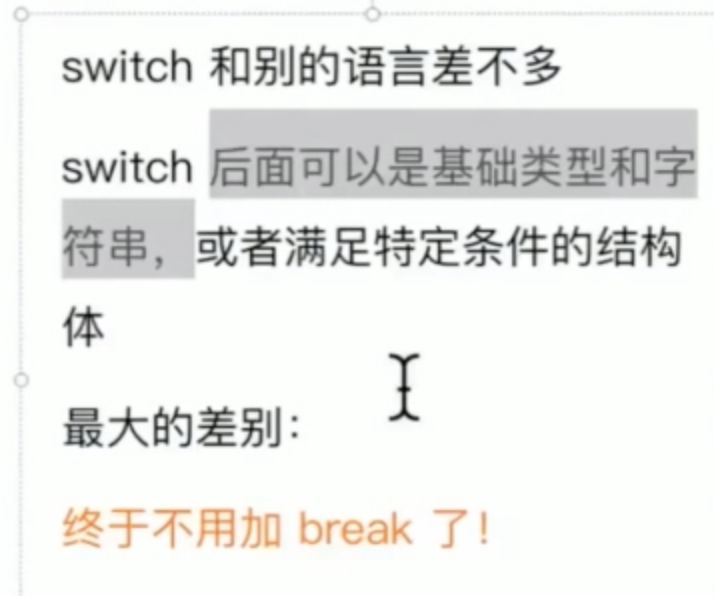 switch 和别的语言差不多
switch 后面可以是基础类型和字
符串，或者满足特定条件的结构
体
最大的差别：
终于不用加 break 了！